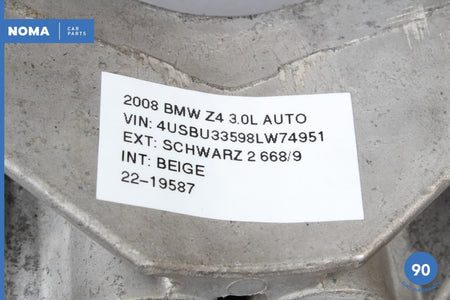 NOMA CAR PARTS
2008 BMW Z4 3.0L AUTO
VIN: 4USBU33598LW74951
EXT: SCHWARZ 2 668/9
INT: BEIGE
22-19587
90